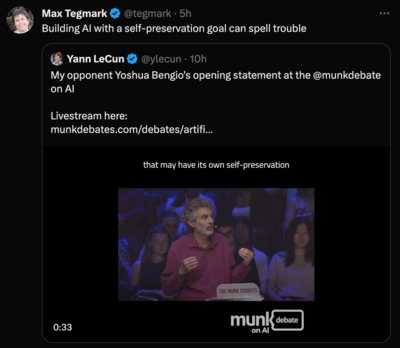 Max Tegmark @tegmark · 5h
Building AI with a self-preservation goal can spell trouble
Yann LeCun @ylecun · 10h
My opponent Yoshua Bengio's opening statement at the @munkdebate
on AI
Livestream here:
munkdebates.com/debates/artifi...
that may have its own self-preservation
THE MUNK DEBATES
munk debate
on AI
0:33